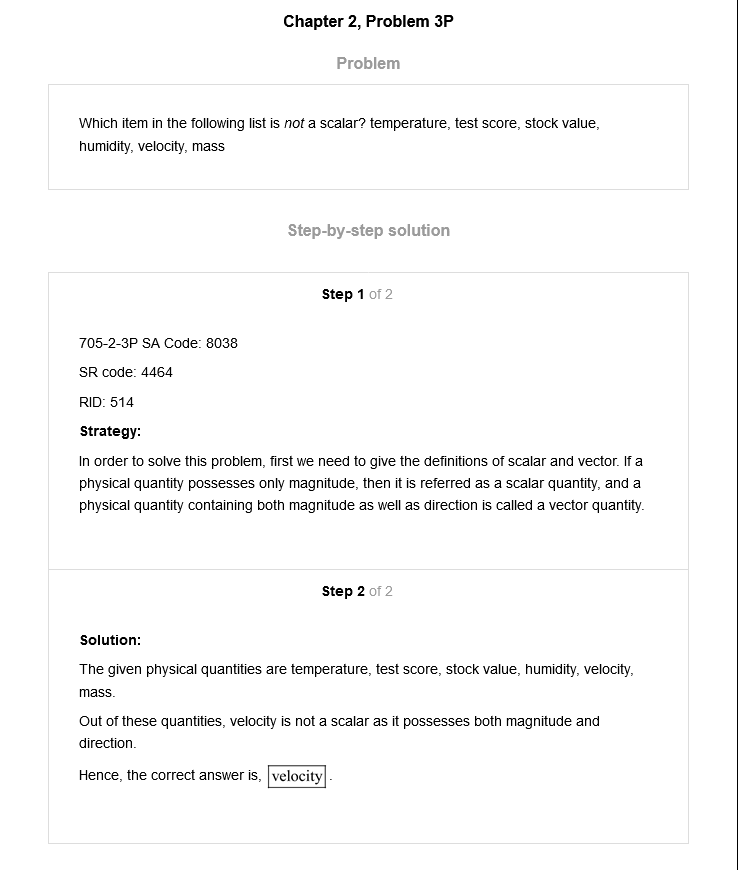 Chapter 2, Problem 3P
Problem
Which item in the following list is not a scalar? temperature, test score, stock value,
humidity, velocity, mass
Step-by-step solution
Step 1 of 2
705-2-3P SA Code: 8038
SR code: 4464
RID: 514
Strategy:
In order to solve this problem, first we need to give the definitions of scalar and vector. If a
physical quantity possesses only magnitude, then it is referred as a scalar quantity, and a
physical quantity containing both magnitude as well as direction is called a vector quantity.
Step 2 of 2
Solution:
The given physical quantities are temperature, test score, stock value, humidity, velocity,
mass.
Out of these quantities, velocity is not a scalar as it possesses both magnitude and
direction.
Hence, the correct answer is, velocity.